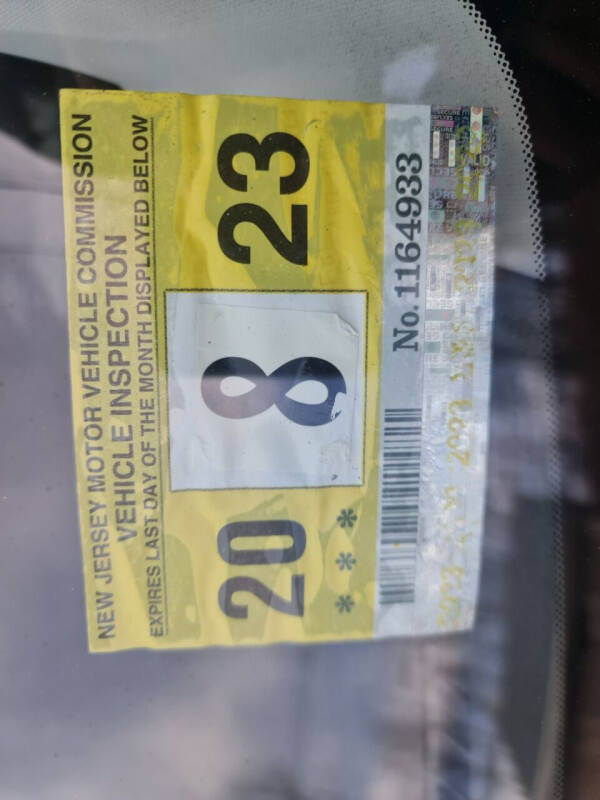 NEW JERSEY MOTOR VEHICLE COMMISSION
VEHICLE INSPECTION
EXPIRES LAST DAY OF THE MONTH DISPLAYED BELOW
20 8 23
***
No. 1164933